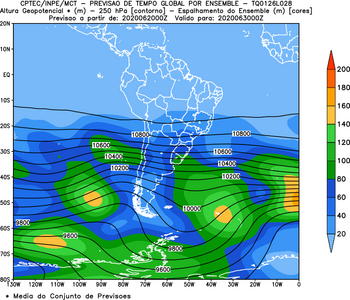 CPTEC/INPE/MCT - PREVISAO DE TEMPO GLOBAL POR ENSEMBLE - TQ0126L028
Altura Geopotencial * (m) - 250 hPa [contorno] - Espalhamento do Ensemble (m) [cores]
Previsao a partir de: 2020062000Z Valido para: 2020063000Z
20N
10N
EQ
10S
20S
30S
40S
50S
60S
70S
80S
130W 120W 110W 100W 90W 80W 70W 60W 50W 40W 30W 20W 10W 0
10800
10800
10600
10600
10400
10400
10200
10200
10000
9800
9800
9600
9600
200
180
160
140
120
100
80
60
40
20
* Media do Conjunto de Previsoes